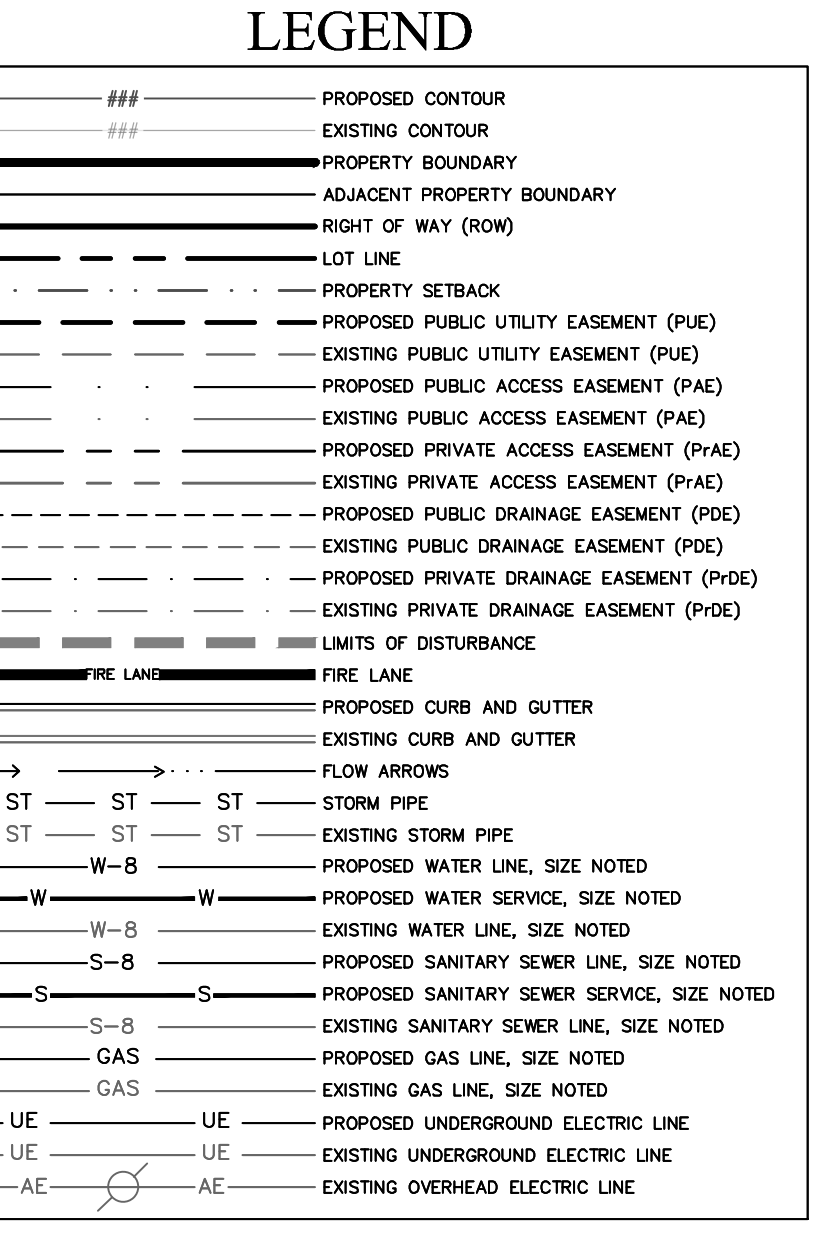 LEGEND
### PROPOSED CONTOUR
### EXISTING CONTOUR
PROPERTY BOUNDARY
ADJACENT PROPERTY BOUNDARY
RIGHT OF WAY (ROW)
LOT LINE
PROPERTY SETBACK
PROPOSED PUBLIC UTILITY EASEMENT (PUE)
EXISTING PUBLIC UTILITY EASEMENT (PUE)
PROPOSED PUBLIC ACCESS EASEMENT (PAE)
EXISTING PUBLIC ACCESS EASEMENT (PAE)
PROPOSED PRIVATE ACCESS EASEMENT (PrAE)
EXISTING PRIVATE ACCESS EASEMENT (PrAE)
PROPOSED PUBLIC DRAINAGE EASEMENT (PDE)
EXISTING PUBLIC DRAINAGE EASEMENT (PDE)
PROPOSED PRIVATE DRAINAGE EASEMENT (PrDE)
EXISTING PRIVATE DRAINAGE EASEMENT (PrDE)
LIMITS OF DISTURBANCE
FIRE LANE FIRE LANE
PROPOSED CURB AND GUTTER
EXISTING CURB AND GUTTER
FLOW ARROWS
ST ST ST STORM PIPE
ST ST ST EXISTING STORM PIPE
W-8 PROPOSED WATER LINE, SIZE NOTED
W W PROPOSED WATER SERVICE, SIZE NOTED
W-8 EXISTING WATER LINE, SIZE NOTED
S-8 PROPOSED SANITARY SEWER LINE, SIZE NOTED
S S PROPOSED SANITARY SEWER SERVICE, SIZE NOTED
S-8 EXISTING SANITARY SEWER LINE, SIZE NOTED
GAS PROPOSED GAS LINE, SIZE NOTED
GAS EXISTING GAS LINE, SIZE NOTED
UE UE PROPOSED UNDERGROUND ELECTRIC LINE
UE UE EXISTING UNDERGROUND ELECTRIC LINE
AE AE EXISTING OVERHEAD ELECTRIC LINE